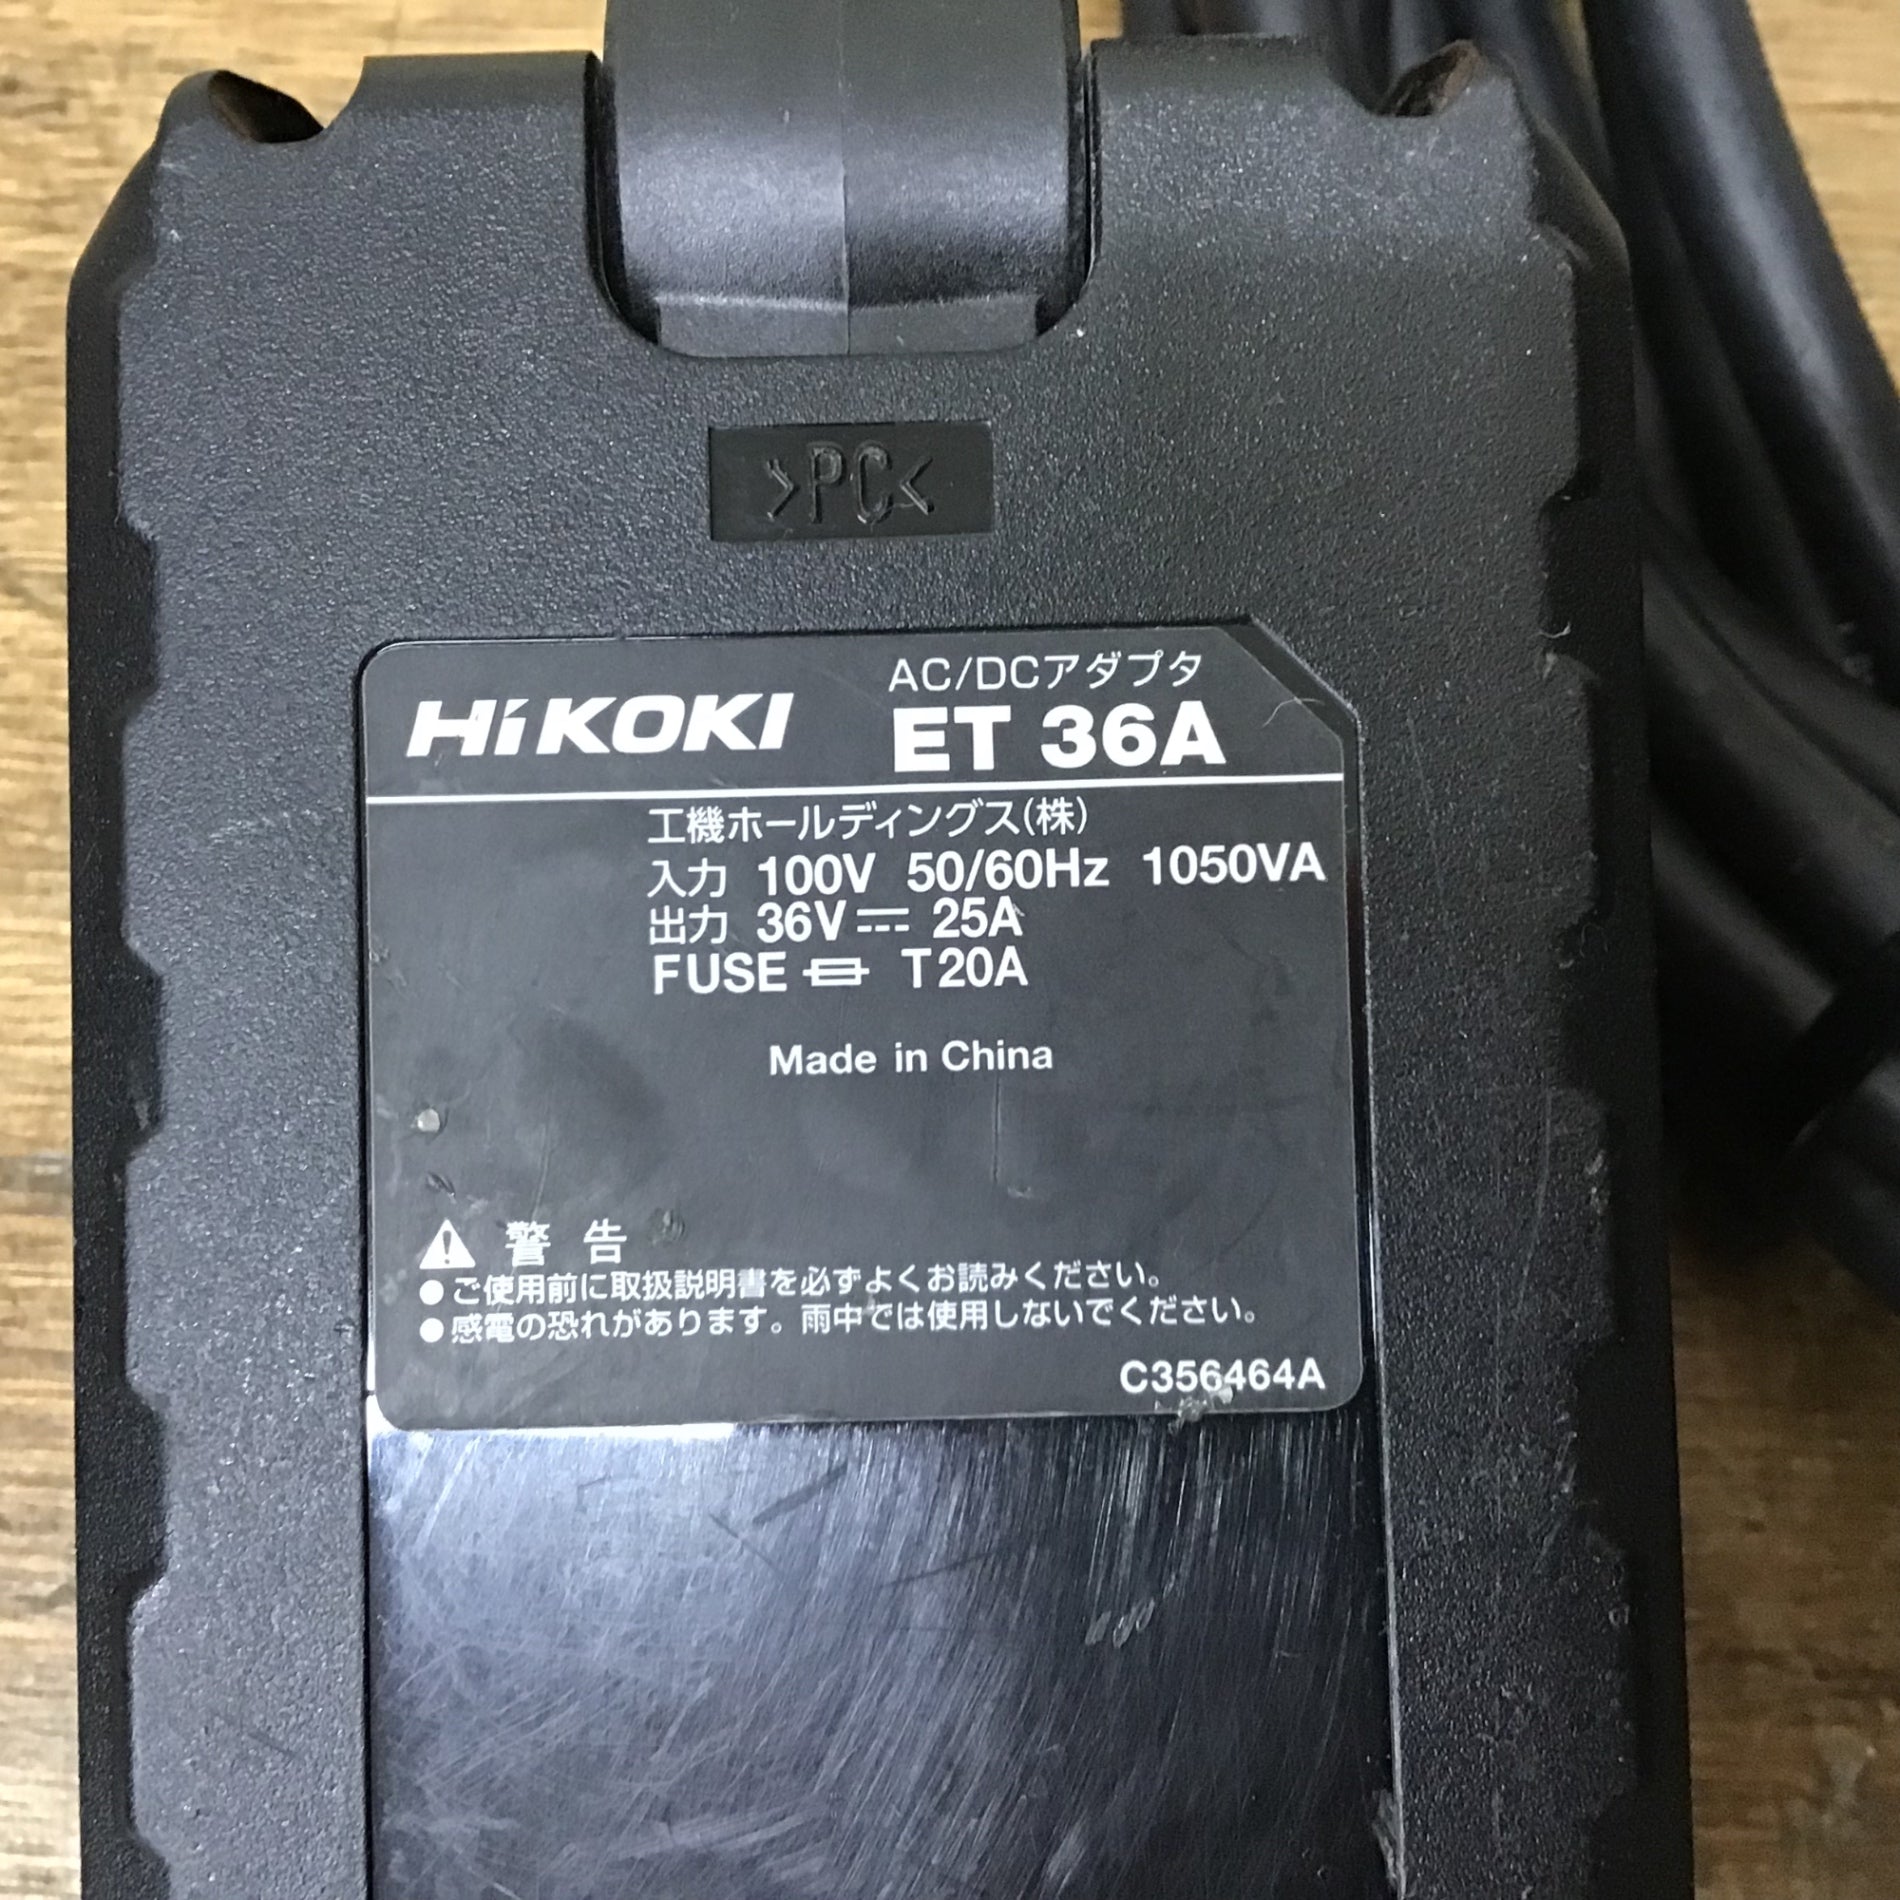 >PC<
HiKOKI
AC/DCアダプタ
ET 36A
工機ホールディングス(株)
入力 100V 50/60Hz 1050VA
出力 36V⎓ 25A
FUSE T20A
Made in China
⚠ 警告
●ご使用前に取扱説明書を必ずよくお読みください。
●感電の恐れがあります。雨中では使用しないでください。
C356464A